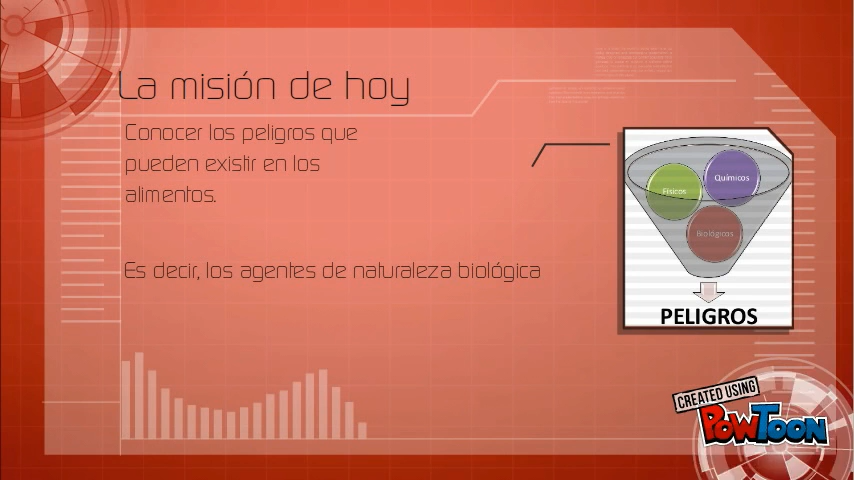 La misión de hoy
Conocer los peligros que
pueden existir en los
alimentos.
Es decir, los agentes de naturaleza biológica
Físicos
Químicos
Biológicos
PELIGROS
CREATED USING
POWTOON